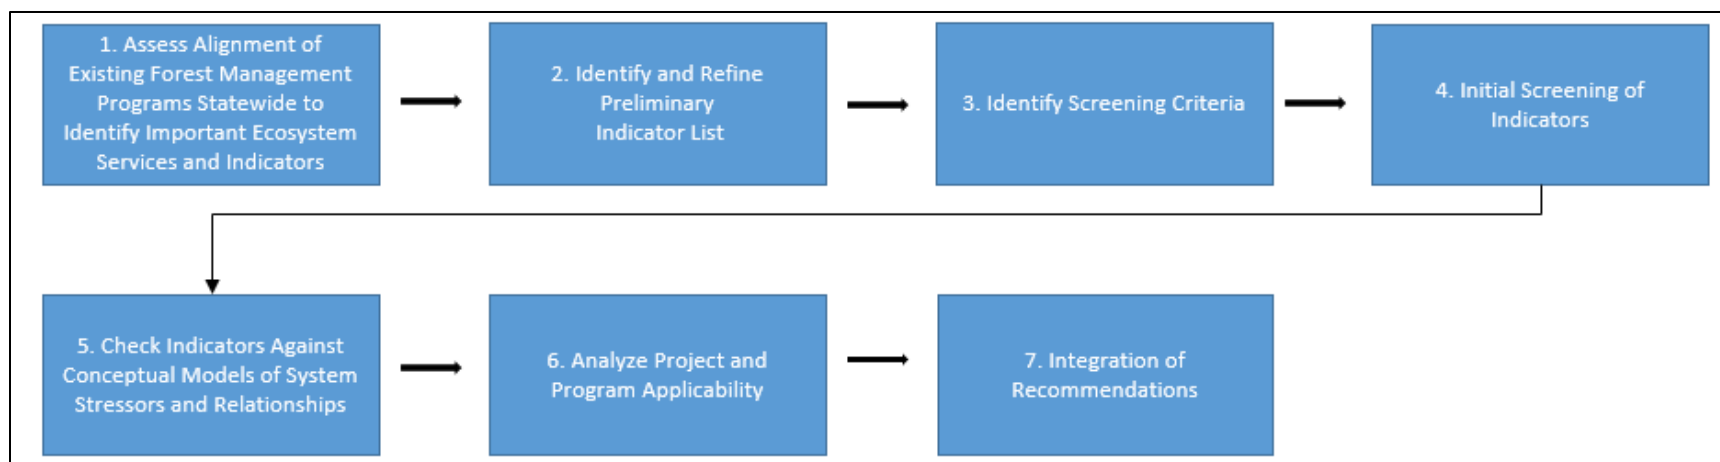 1. Assess Alignment of
Existing Forest Management
Programs Statewide to
Identify Important Ecosystem
Services and Indicators
2. Identify and Refine
Preliminary
Indicator List
3. Identify Screening Criteria
4. Initial Screening of
Indicators
5. Check Indicators Against
Conceptual Models of System
Stressors and Relationships
6. Analyze Project and
Program Applicability
7. Integration of
Recommendations